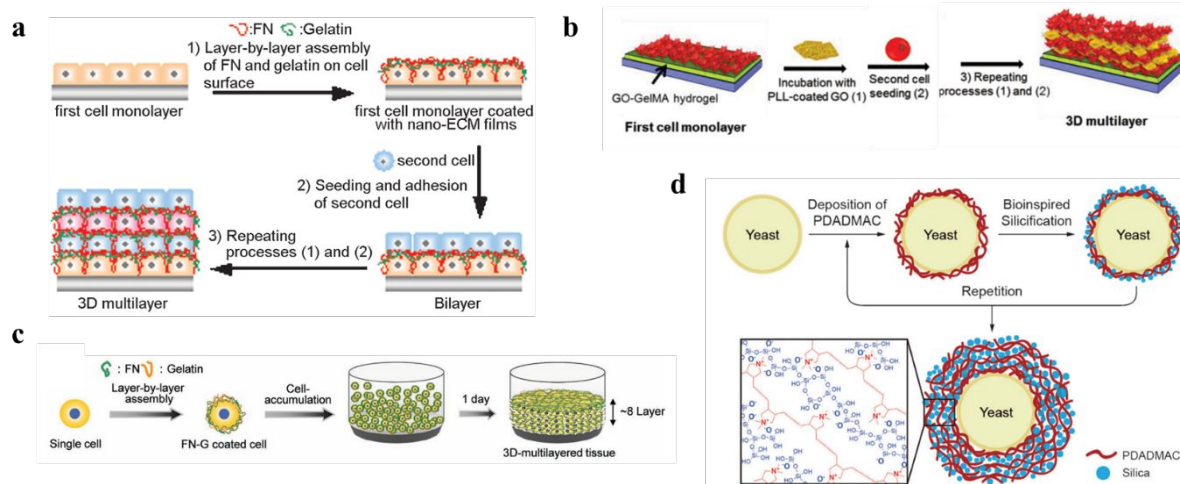 a
:FN :Gelatin
1) Layer-by-layer assembly
of FN and gelatin on cell
surface
first cell monolayer
first cell monolayer coated
with nano-ECM films
second cell
2) Seeding and adhesion
of second cell
3) Repeating
processes (1) and (2)
3D multilayer
Bilayer
b
GO-GelMA hydrogel
First cell monolayer
Incubation with
PLL-coated GO (1)
Second cell
seeding (2)
3) Repeating
processes (1) and (2)
3D multilayer
c
: FN : Gelatin
Layer-by-layer
assembly
Single cell
FN-G coated cell
Cell-
accumulation
1 day
~8 Layer
3D-multilayered tissue
d
Yeast
Deposition of
PDADMAC
Yeast
Bioinspired
Silicification
Yeast
Repetition
Yeast
PDADMAC
Silica